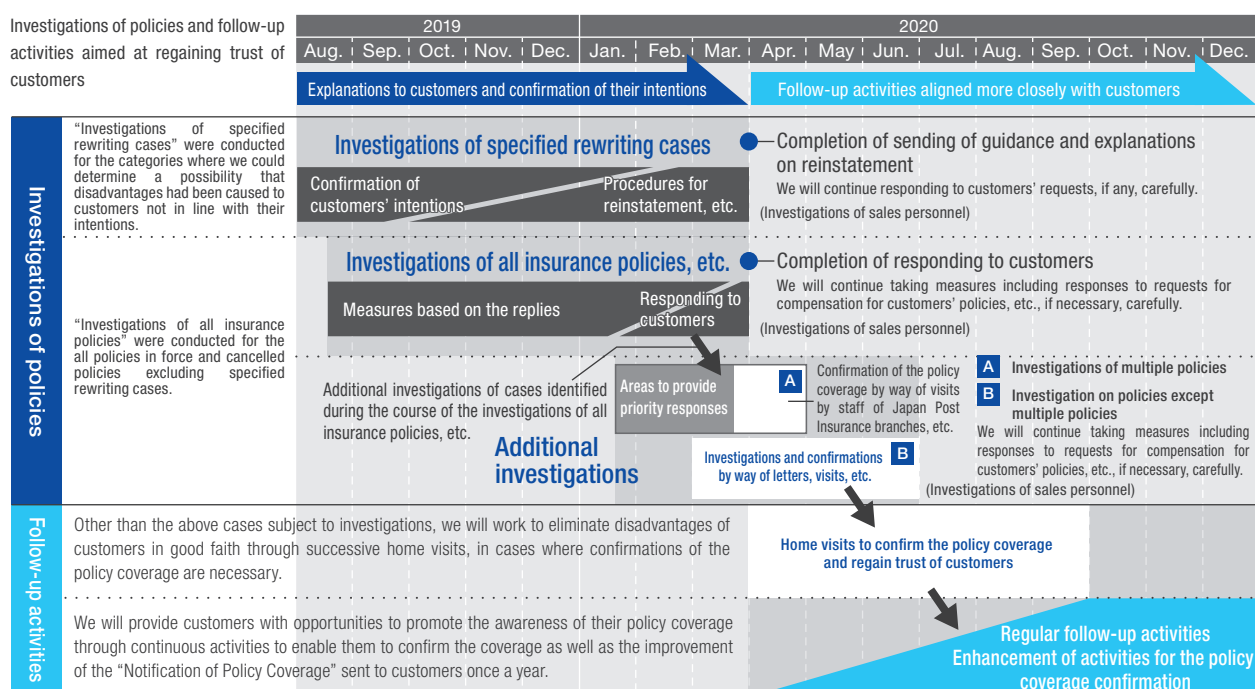 Investigations of policies and follow-up
activities aimed at regaining trust of
customers
2019
2020
Aug.
Sep.
Oct.
Nov.
Dec.
Jan.
Feb.
Mar.
Apr.
May
Jun.
Jul.
Aug.
Sep.
Oct.
Nov.
Dec.
Explanations to customers and confirmation of their intentions
Follow-up activities aligned more closely with customers
Investigations of policies
“Investigations of specified
rewriting cases” were conducted
for the categories where we could
determine a possibility that
disadvantages had been caused to
customers not in line with their
intentions.
Investigations of specified rewriting cases
Confirmation of
customers’ intentions
Procedures for
reinstatement, etc.
Completion of sending of guidance and explanations
on reinstatement
We will continue responding to customers’ requests, if any, carefully.
(Investigations of sales personnel)
“Investigations of all insurance
policies” were conducted for the
all policies in force and cancelled
policies excluding specified
rewriting cases.
Investigations of all insurance policies, etc.
Measures based on the replies
Responding to
customers
Completion of responding to customers
We will continue taking measures including responses to requests for
compensation for customers’ policies, etc., if necessary, carefully.
(Investigations of sales personnel)
Additional investigations of cases identified
during the course of the investigations of all
insurance policies, etc.
Additional
investigations
Areas to provide
priority responses
A
Confirmation of the policy
coverage by way of visits
by staff of Japan Post
Insurance branches, etc.
Investigations and confirmations
by way of letters, visits, etc.
B
A Investigations of multiple policies
B Investigation on policies except
multiple policies
We will continue taking measures including
responses to requests for compensation for
customers’ policies, etc., if necessary, carefully.
(Investigations of sales personnel)
Follow-up activities
Other than the above cases subject to investigations, we will work to eliminate disadvantages of
customers in good faith through successive home visits, in cases where confirmations of the
policy coverage are necessary.
Home visits to confirm the policy coverage
and regain trust of customers
We will provide customers with opportunities to promote the awareness of their policy coverage
through continuous activities to enable them to confirm the coverage as well as the improvement
of the “Notification of Policy Coverage” sent to customers once a year.
Regular follow-up activities
Enhancement of activities for the policy
coverage confirmation